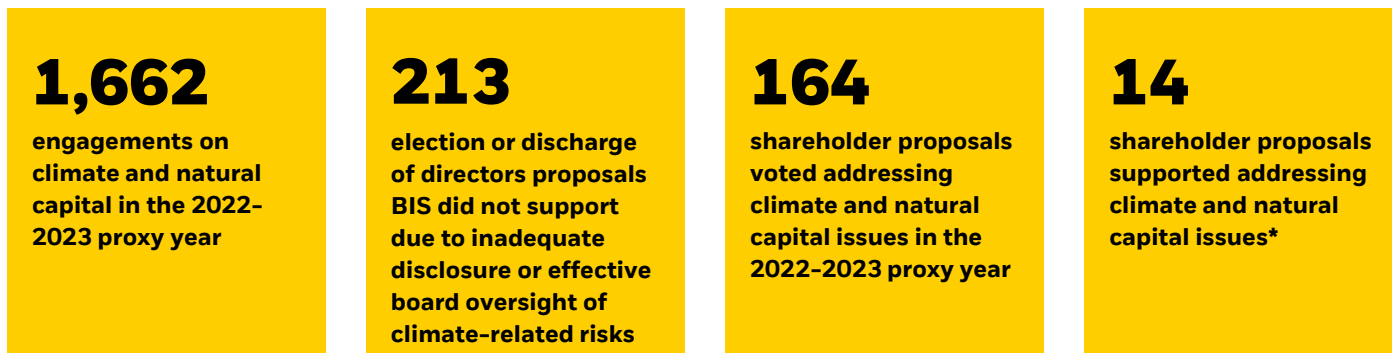 1,662
engagements on
climate and natural
capital in the 2022–
2023 proxy year
213
election or discharge
of directors proposals
BIS did not support
due to inadequate
disclosure or effective
board oversight of
climate-related risks
164
shareholder proposals
voted addressing
climate and natural
capital issues in the
2022–2023 proxy year
14
shareholder proposals
supported addressing
climate and natural
capital issues*